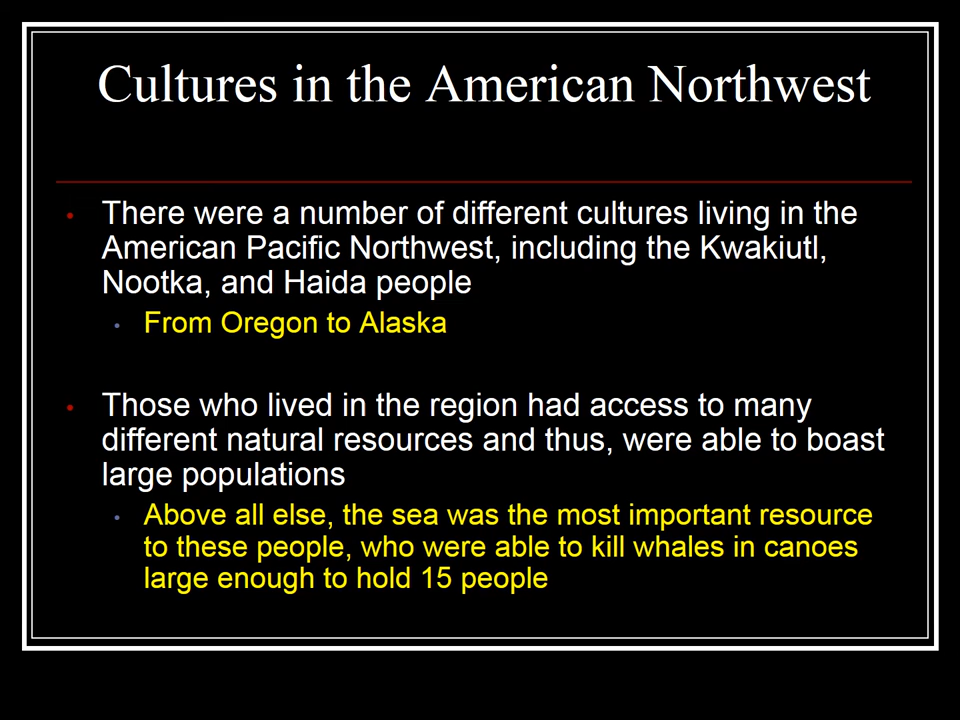 Cultures in the American Northwest
• There were a number of different cultures living in the
American Pacific Northwest, including the Kwakiutl,
Nootka, and Haida people
• From Oregon to Alaska
• Those who lived in the region had access to many
different natural resources and thus, were able to boast
large populations
• Above all else, the sea was the most important resource
to these people, who were able to kill whales in canoes
large enough to hold 15 people